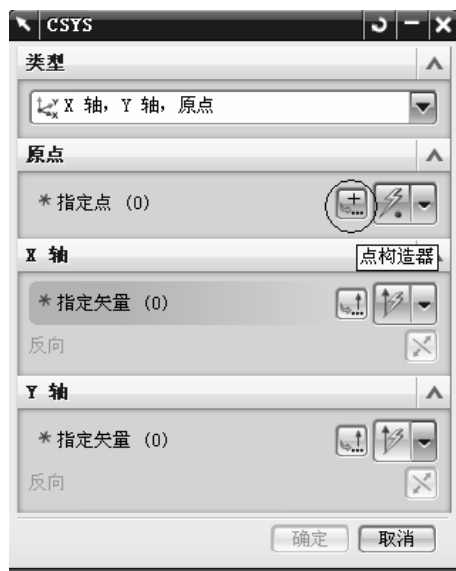 CSYS
类型
X 轴, Y 轴, 原点
原点
* 指定点 (0)
X 轴
点构造器
* 指定矢量 (0)
反向
Y 轴
* 指定矢量 (0)
反向
确定 取消